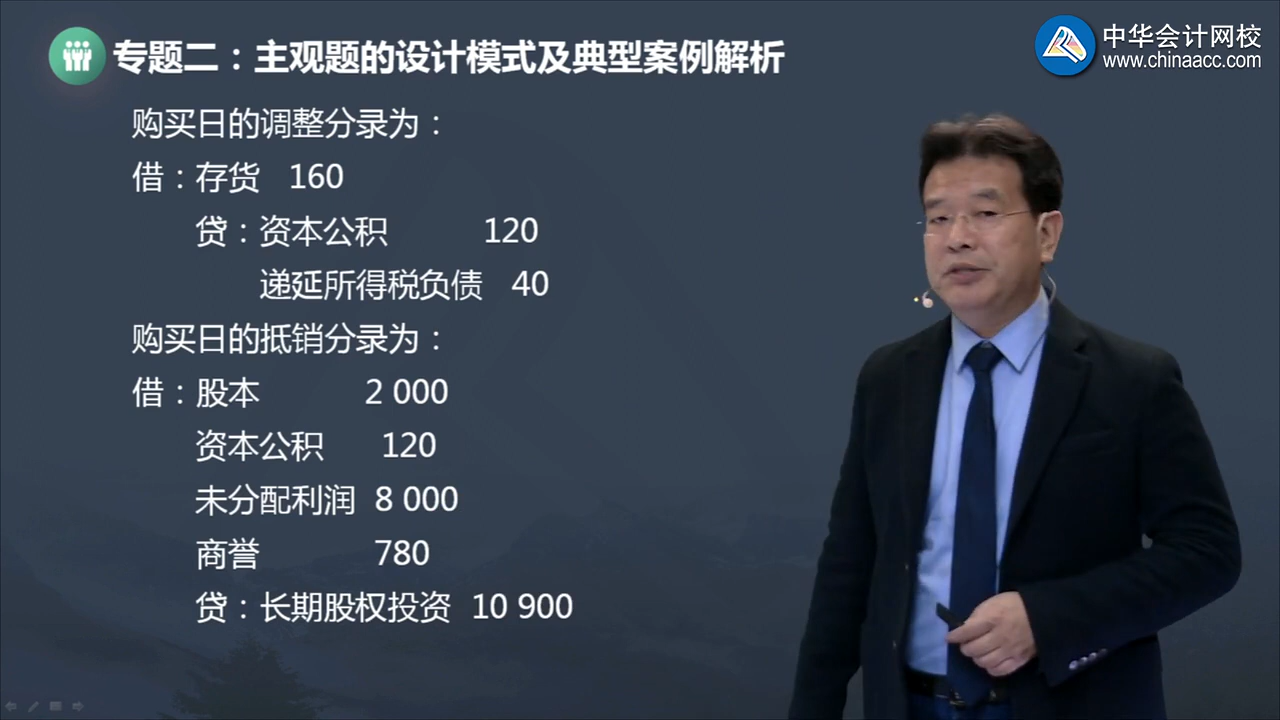 专题二：主观题的设计模式及典型案例解析
中华会计网校
www.chinaacc.com
购买日的调整分录为：
借：存货 160
贷：资本公积 120
递延所得税负债 40
购买日的抵销分录为：
借：股本 2 000
资本公积 120
未分配利润 8 000
商誉 780
贷：长期股权投资 10 900